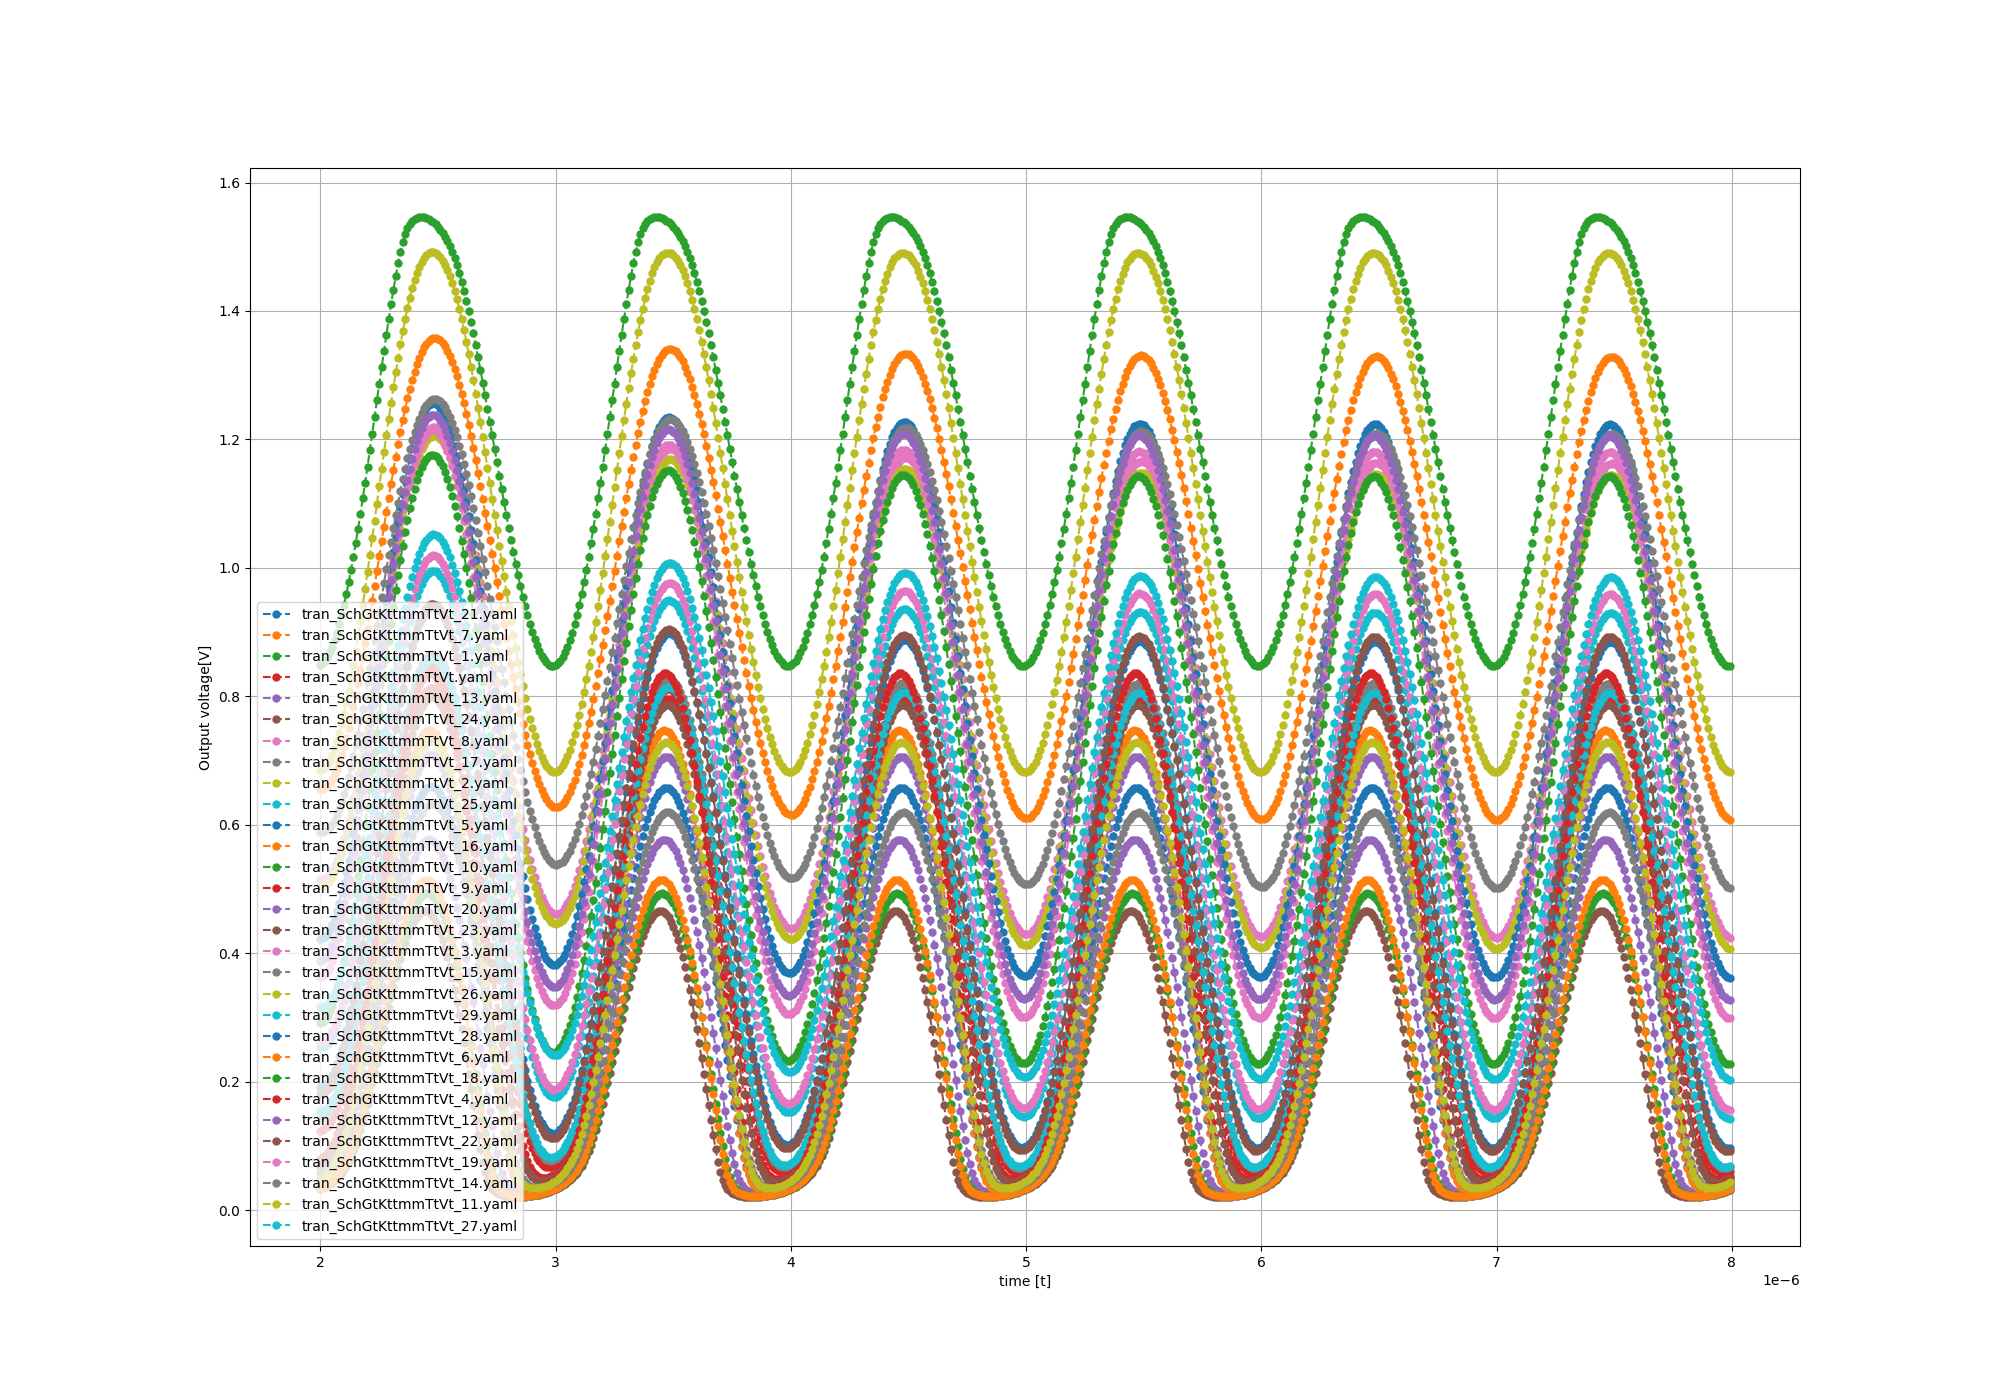 1.6
1.4
1.2
1.0
0.8
0.6
0.4
0.2
0.0
Output voltage[V]
tran_SchGtKttmmTtVt_21.yaml
tran_SchGtKttmmTtVt_7.yaml
tran_SchGtKttmmTtVt_1.yaml
tran_SchGtKttmmTtVt.yaml
tran_SchGtKttmmTtVt_13.yaml
tran_SchGtKttmmTtVt_24.yaml
tran_SchGtKttmmTtVt_8.yaml
tran_SchGtKttmmTtVt_17.yaml
tran_SchGtKttmmTtVt_2.yaml
tran_SchGtKttmmTtVt_25.yaml
tran_SchGtKttmmTtVt_5.yaml
tran_SchGtKttmmTtVt_16.yaml
tran_SchGtKttmmTtVt_10.yaml
tran_SchGtKttmmTtVt_9.yaml
tran_SchGtKttmmTtVt_20.yaml
tran_SchGtKttmmTtVt_23.yaml
tran_SchGtKttmmTtVt_3.yaml
tran_SchGtKttmmTtVt_15.yaml
tran_SchGtKttmmTtVt_26.yaml
tran_SchGtKttmmTtVt_29.yaml
tran_SchGtKttmmTtVt_28.yaml
tran_SchGtKttmmTtVt_6.yaml
tran_SchGtKttmmTtVt_18.yaml
tran_SchGtKttmmTtVt_4.yaml
tran_SchGtKttmmTtVt_12.yaml
tran_SchGtKttmmTtVt_22.yaml
tran_SchGtKttmmTtVt_19.yaml
tran_SchGtKttmmTtVt_14.yaml
tran_SchGtKttmmTtVt_11.yaml
tran_SchGtKttmmTtVt_27.yaml
2 3 4 5 6 7 8
time [t]
1e−6